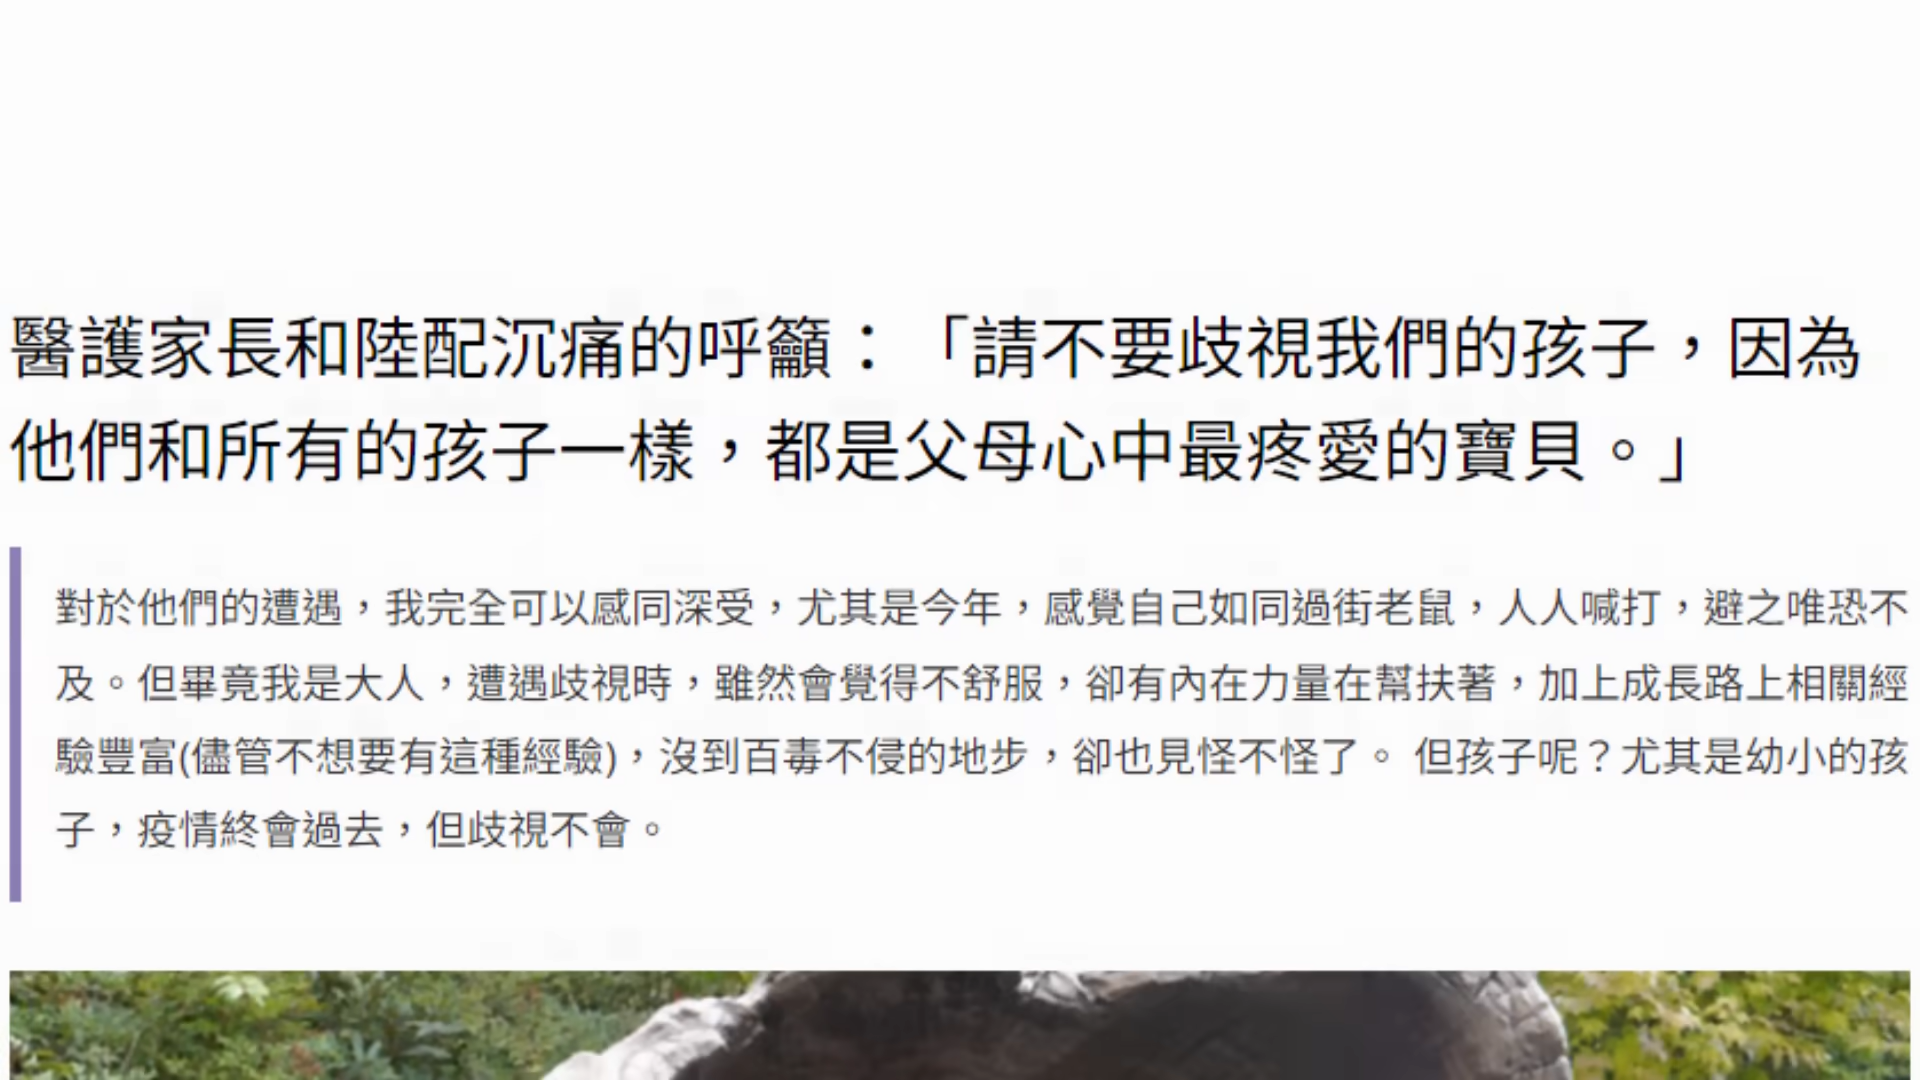 醫護家長和陸配沉痛的呼籲：「請不要歧視我們的孩子，因為
他們和所有的孩子一樣，都是父母心中最疼愛的寶貝。」
對於他們的遭遇，我完全可以感同深受，尤其是今年，感覺自己如同過街老鼠，人人喊打，避之唯恐不
及。但畢竟我是大人，遭遇歧視時，雖然會覺得不舒服，卻有內在力量在幫扶著，加上成長路上相關經
驗豐富(儘管不想要有這種經驗)，沒到百毒不侵的地步，卻也見怪不怪了。 但孩子呢？尤其是幼小的孩
子，疫情終會過去，但歧視不會。